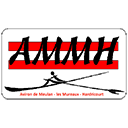 AMMH
Aviron de Meulan - les Mureaux - Hardricourt